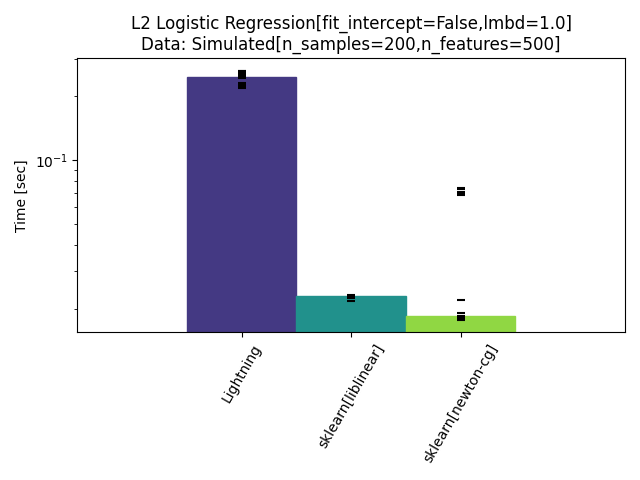 L2 Logistic Regression[fit_intercept=False,lmbd=1.0]
Data: Simulated[n_samples=200,n_features=500]
Time [sec]
10⁻¹
Lightning
sklearn[liblinear]
sklearn[newton-cg]